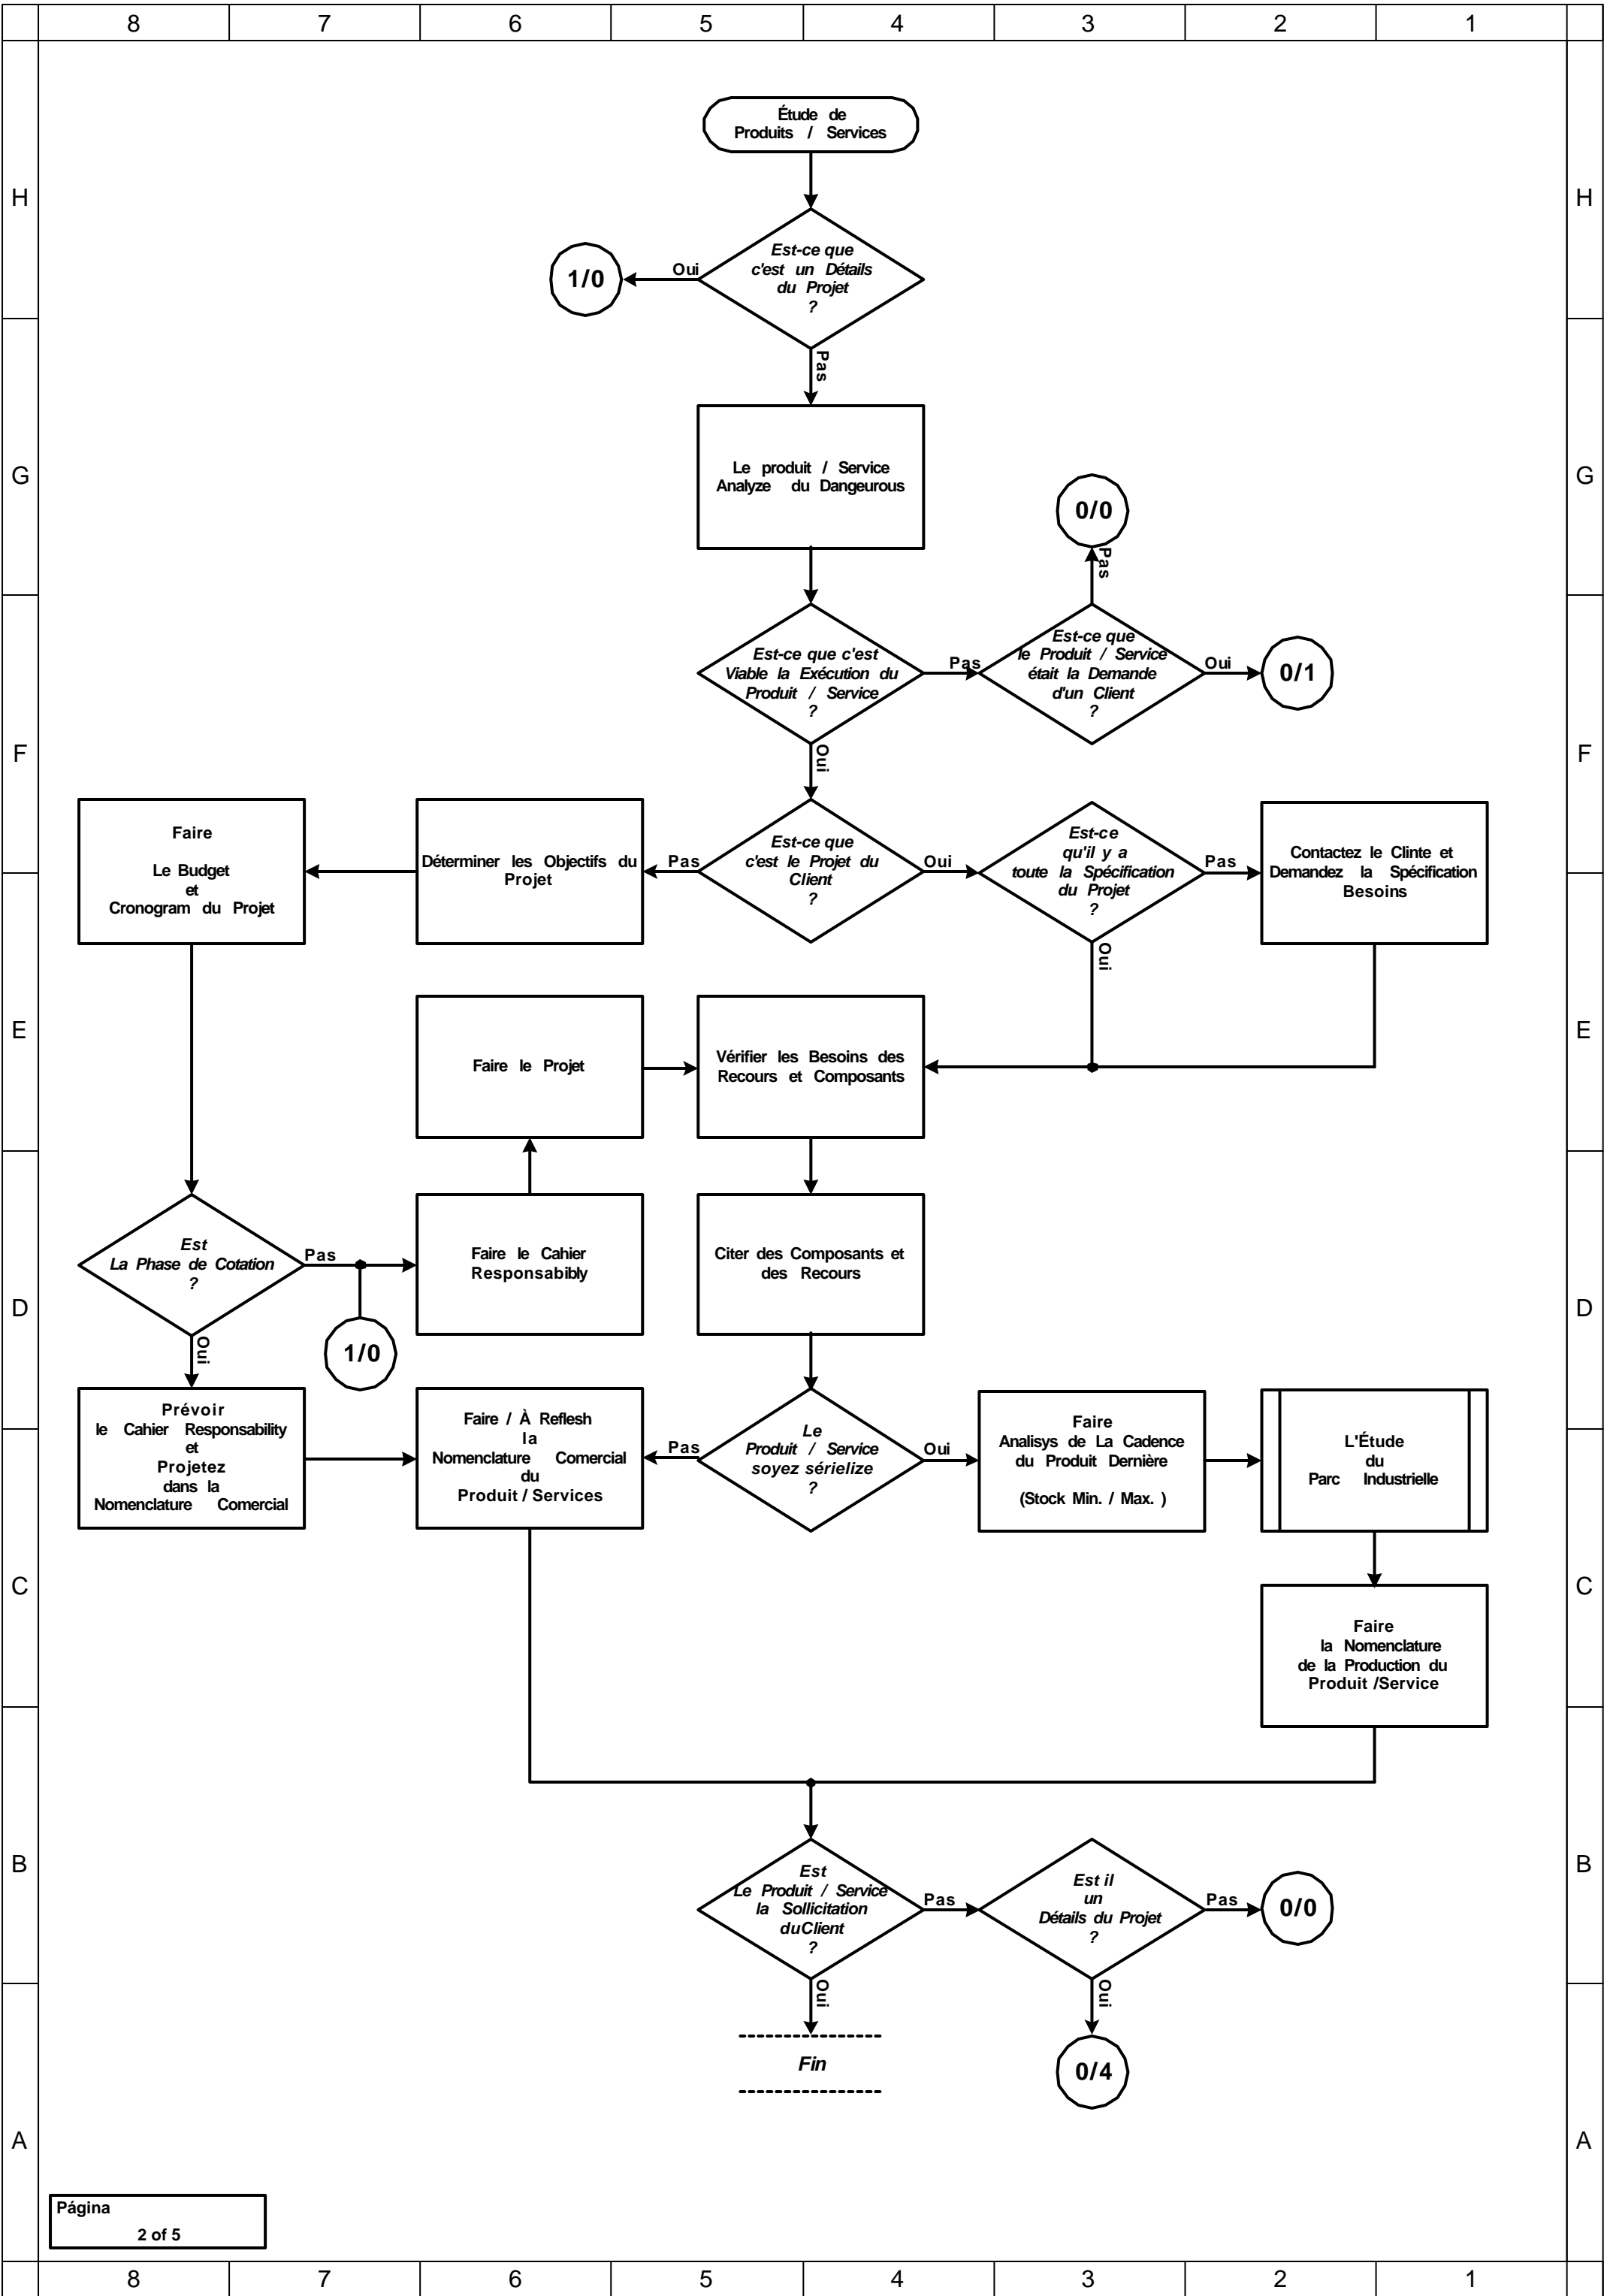 8 7 6 5 4 3 2 1
Étude de
Produits / Services
H
H
Est-ce que
c'est un Détails
du Projet
?
Oui
1/0
Pas
Le produit / Service
Analyze du Dangeurous
G
G
0/0
Pas
Est-ce que c'est
Viable la Exécution du
Produit / Service
?
Pas
Est-ce que
le Produit / Service
était la Demande
d'un Client
?
Oui
0/1
Oui
F
F
Faire
Le Budget
et
Cronogram du Projet
Déterminer les Objectifs du
Projet
Pas
Est-ce que
c'est le Projet du
Client
?
Oui
Est-ce
qu'il y a
toute la Spécification
du Projet
?
Pas
Contactez le Clinte et
Demandez la Spécification
Besoins
Oui
E
E
Faire le Projet
Vérifier les Besoins des
Recours et Composants
Est
La Phase de Cotation
?
Pas
Faire le Cahier
Responsabibly
Citer des Composants et
des Recours
D
D
Oui
1/0
Prévoir
le Cahier Responsability
et
Projetez
dans la
Nomenclature Comercial
Faire / À Reflesh
la
Nomenclature Comercial
du
Produit / Services
Pas
Le
Produit / Service
soyez sérielize
?
Oui
Faire
Analisys de La Cadence
du Produit Dernière
(Stock Min. / Max. )
L'Étude
du
Parc Industrielle
C
C
Faire
la Nomenclature
de la Production du
Produit /Service
B
B
Est
Le Produit / Service
la Sollicitation
duClient
?
Pas
Est il
un
Détails du Projet
?
Pas
0/0
Oui
Oui
Fin
0/4
A
A
Página
2 of 5
8 7 6 5 4 3 2 1